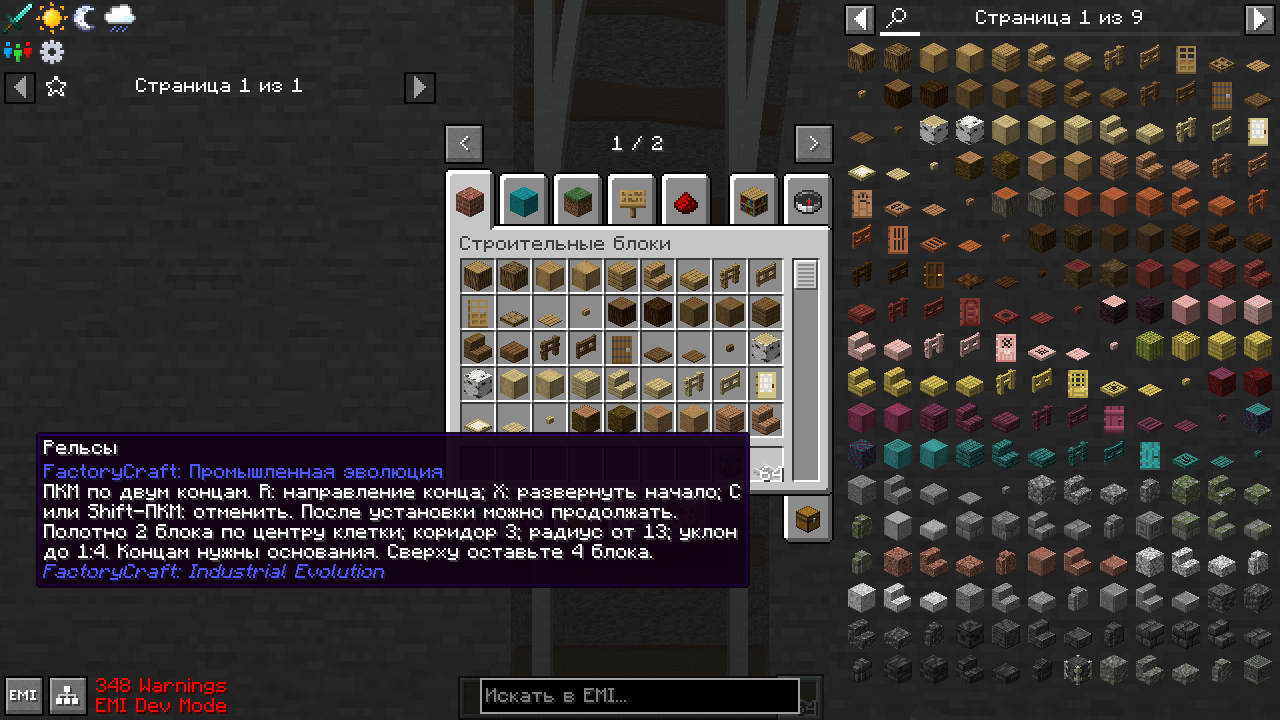 Страница 1 из 9
Страница 1 из 1
1 / 2
Строительные блоки
64
Рельсы
FactoryCraft: Промышленная эволюция
ПКМ по двум концам. R: направление конца; X: развернуть начало; C
или Shift-ПКМ: отменить. После установки можно продолжать.
Полотно 2 блока по центру клетки; коридор 3; радиус от 13; уклон
до 1:4. Концам нужны основания. Сверху оставьте 4 блока.
FactoryCraft: Industrial Evolution
EMI
348 Warnings
EMI Dev Mode
Искать в EMI...
64